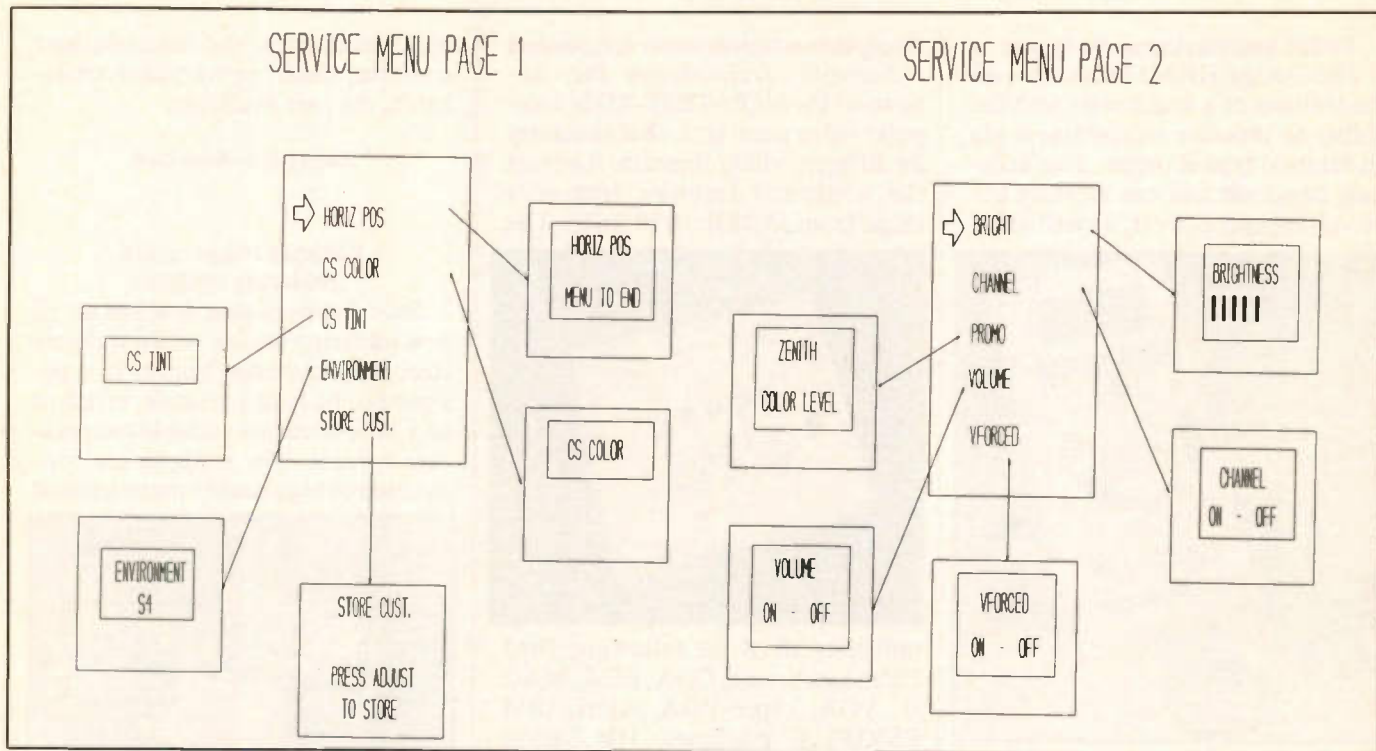 SERVICE MENU PAGE 1
HORIZ POS
CS COLOR
CS TINT
ENVIRONMENT
STORE CUST.
HORIZ POS
MENU TO END
CS TINT
CS COLOR
ENVIRONMENT
S4
STORE CUST.
PRESS ADJUST
TO STORE
SERVICE MENU PAGE 2
BRIGHT
CHANNEL
PROMO
VOLUME
VFORCED
BRIGHTNESS
ZENITH
COLOR LEVEL
CHANNEL
ON - OFF
VOLUME
ON - OFF
VFORCED
ON - OFF